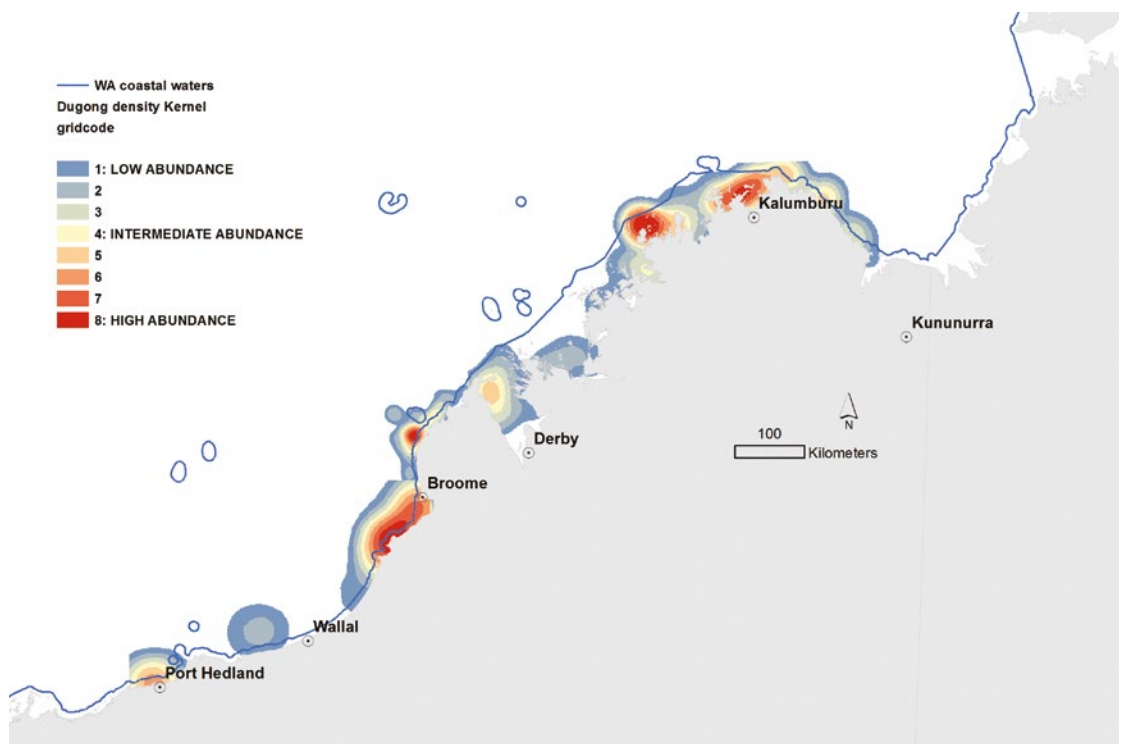 WA coastal waters
Dugong density Kernel
gridcode
1: LOW ABUNDANCE
2
3
4: INTERMEDIATE ABUNDANCE
5
6
7
8: HIGH ABUNDANCE
Kalumburu
Kununurra
N
100
Kilometers
Derby
Broome
Wallal
Port Hedland